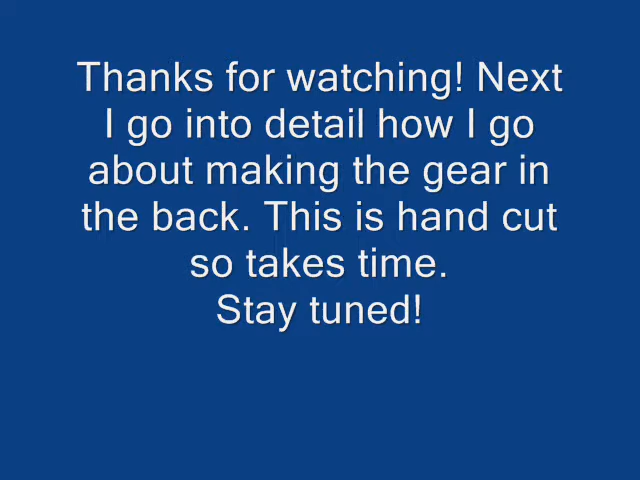 Thanks for watching! Next
I go into detail how I go
about making the gear in
the back. This is hand cut
so takes time.
Stay tuned!